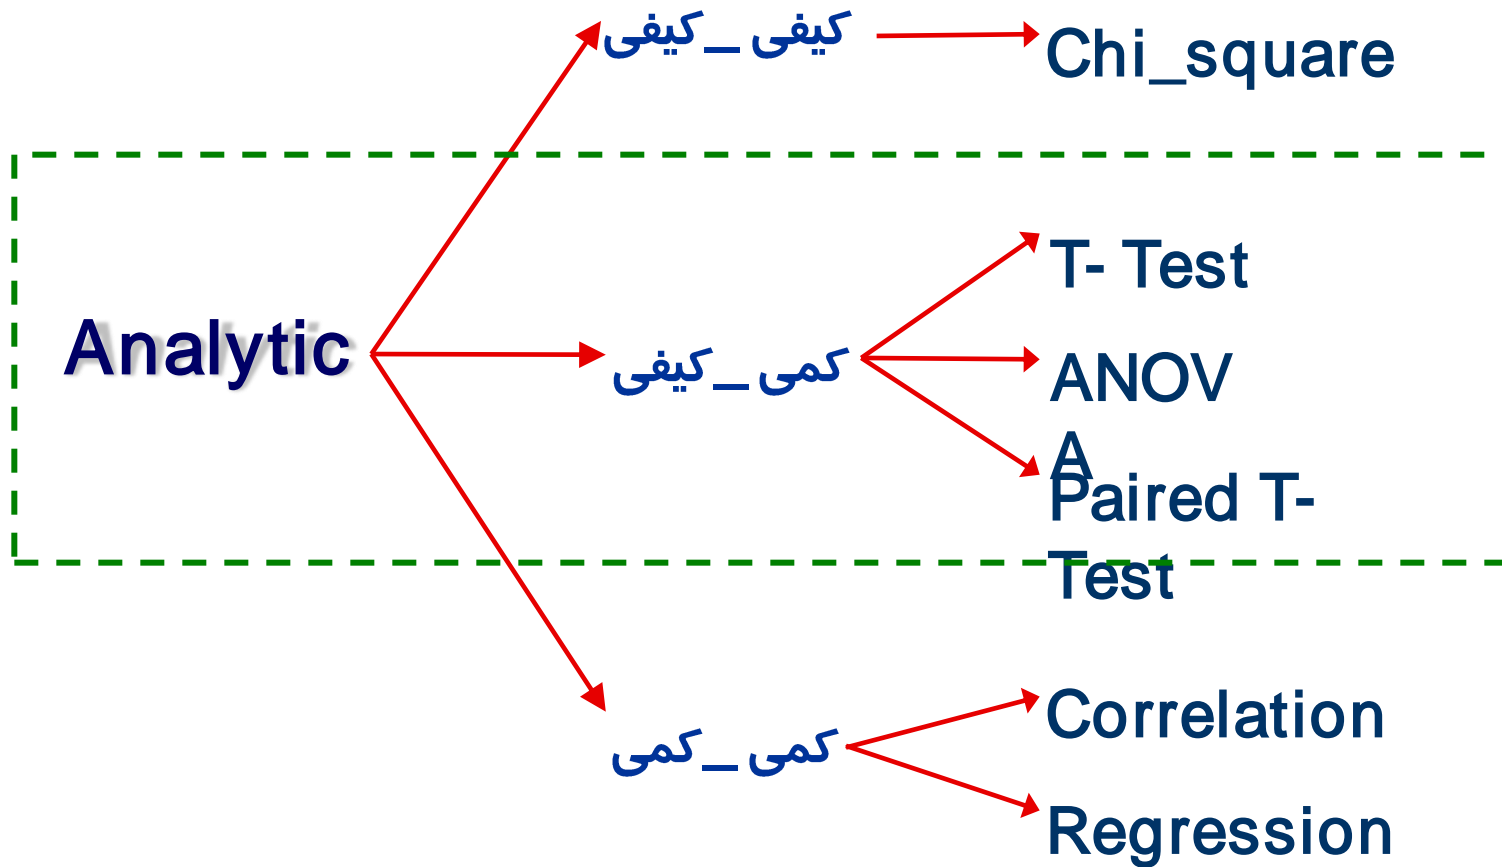 کیفی _ کیفی
Chi_square
Analytic
کمی _ کیفی
T- Test
ANOV
A
Paired T-
Test
کمی _ کمی
Correlation
Regression